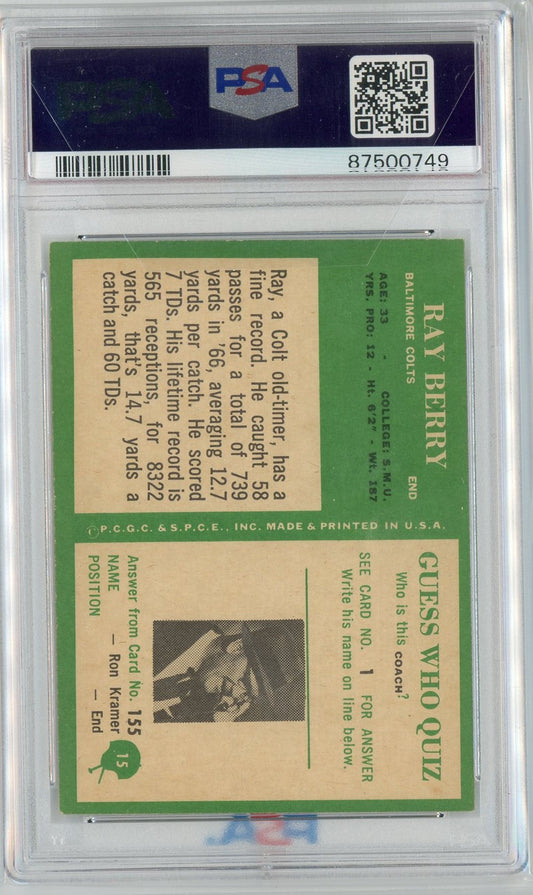 PSA
PSA
87500749
RAY BERRY
BALTIMORE COLTS END
AGE: 33 - COLLEGE: S.M.U.
YRS. PRO: 12 - Ht. 6'2" - Wt. 187
Ray, a Colt old-timer, has a
fine record. He caught 58
passes for a total of 739
yards in '66, averaging 12.7
yards per catch. He scored
7 TDs. His lifetime record is
565 receptions, for 8322
yards, that's 14.7 yards a
catch and 60 TDs.
©P.C.G.C. & S.P.C.E., INC. MADE & PRINTED IN U.S.A.
GUESS WHO QUIZ
Who is this COACH?
SEE CARD NO. 1 FOR ANSWER
Write his name on line below.
Answer from Card No. 155
NAME — Ron Kramer
POSITION — End
15
PSA